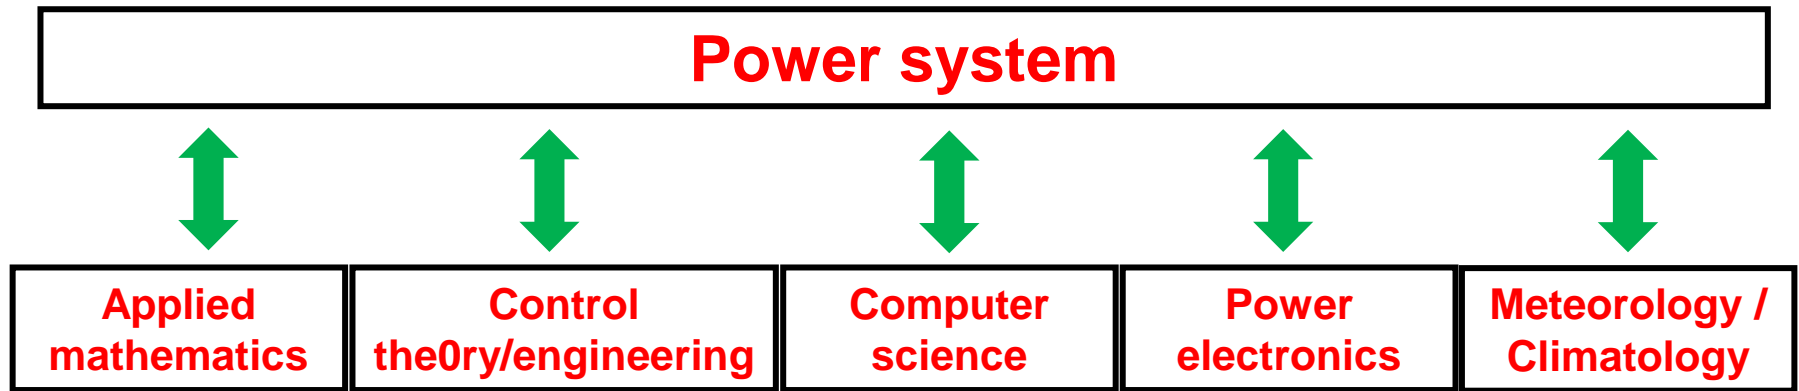 Power system
Applied
mathematics
Control
the0ry/engineering
Computer
science
Power
electronics
Meteorology /
Climatology